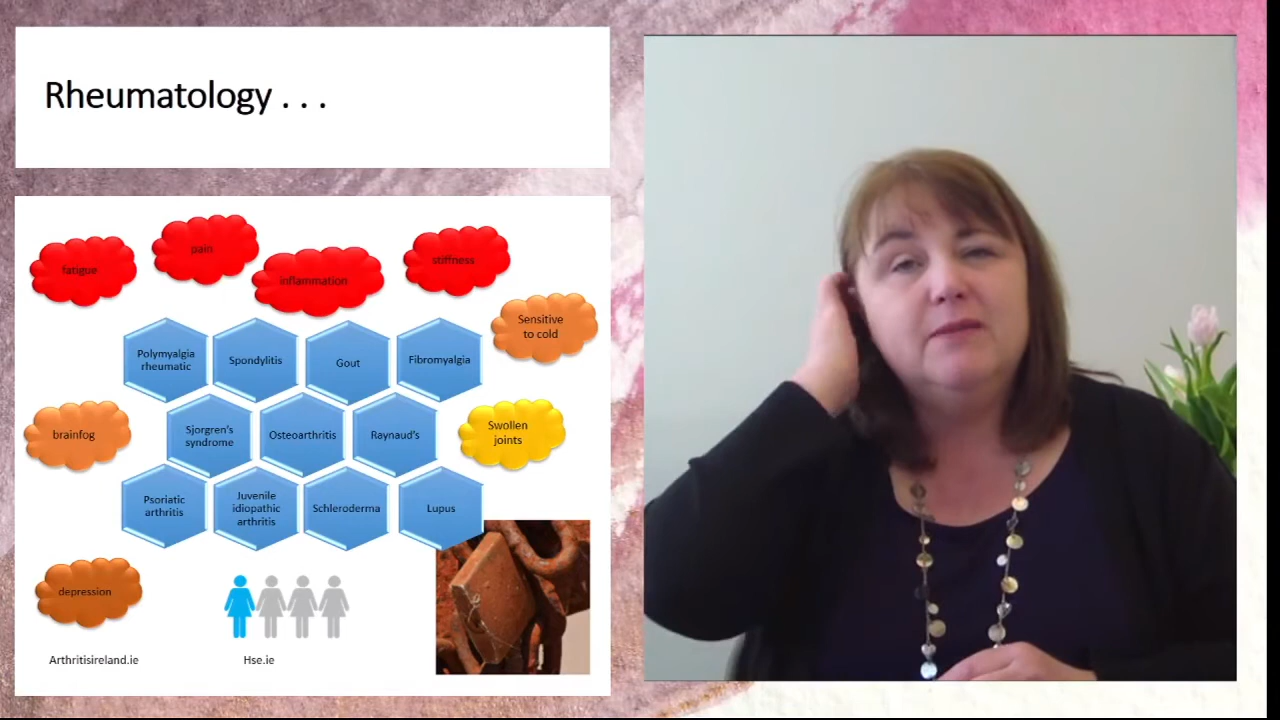 Rheumatology . . .
pain
fatigue
inflammation
stiffness
Sensitive
to cold
Polymyalgia
rheumatic
Spondylitis
Gout
Fibromyalgia
brainfog
Sjorgren's
syndrome
Osteoarthritis
Raynaud's
Swollen
joints
Psoriatic
arthritis
Juvenile
idiopathic
arthritis
Schleroderma
Lupus
depression
Arthritisireland.ie
Hse.ie